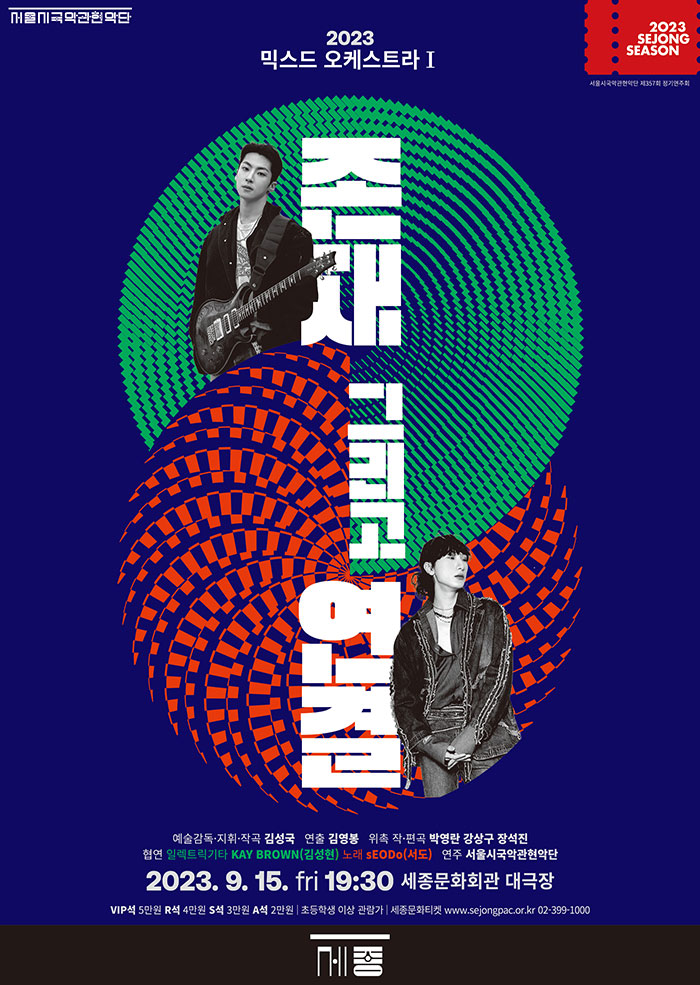 서울시국악관현악단
2023
믹스드 오케스트라 I
2023
SEJONG
SEASON
서울시국악관현악단 제357회 정기연주회
존재
그리고
연결
예술감독·지휘·작곡 김성국 연출 김영봉 위촉 작·편곡 박영란 강상구 장석진
협연 일렉트릭기타 KAY BROWN(김성현) 노래 sEODo(서도) 연주 서울시국악관현악단
2023. 9. 15. fri 19:30 세종문화회관 대극장
VIP석 5만원 R석 4만원 S석 3만원 A석 2만원 | 초등학생 이상 관람가 | 세종문화티켓 www.sejongpac.or.kr 02-399-1000
세종